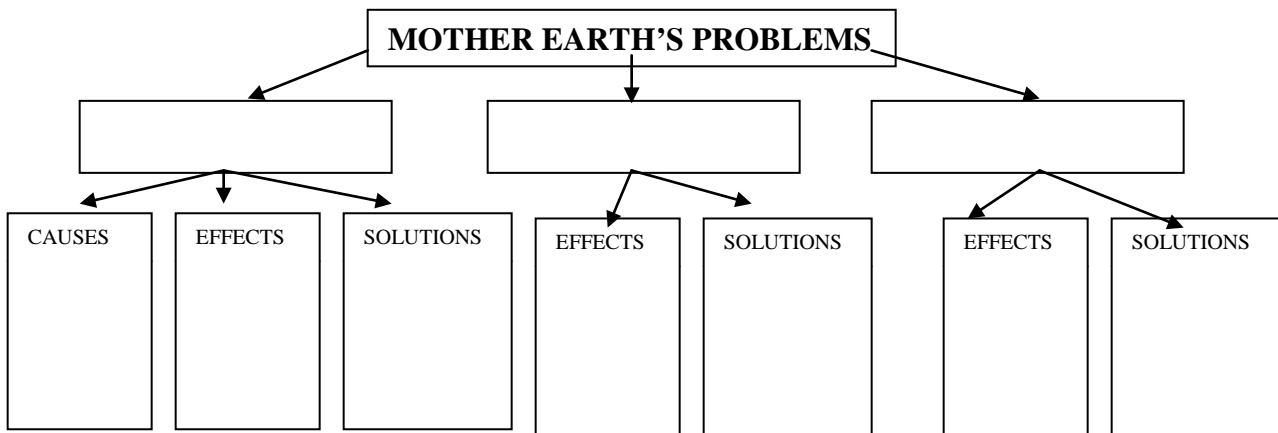 MOTHER EARTH’S PROBLEMS
CAUSES
EFFECTS
SOLUTIONS
EFFECTS
SOLUTIONS
EFFECTS
SOLUTIONS